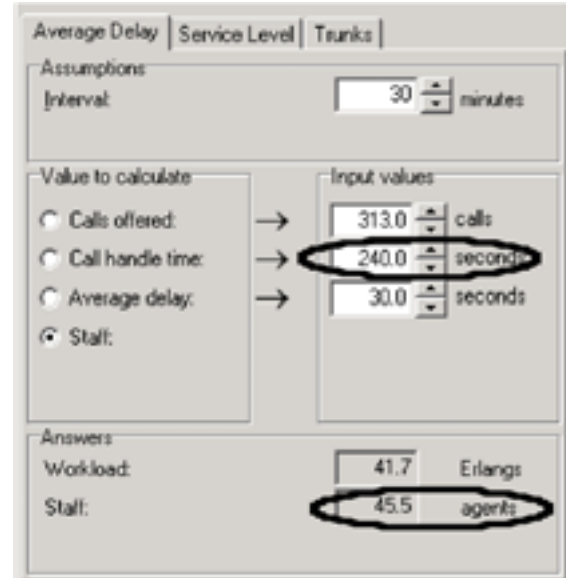 Average Delay Service Level Trunks
Assumptions
Interval: 30 minutes
Value to calculate Input values
Calls offered: → 313.0 calls
Call handle time: → 240.0 seconds
Average delay: → 30.0 seconds
Staff:
Answers
Workload: 41.7 Erlangs
Staff: 45.5 agents